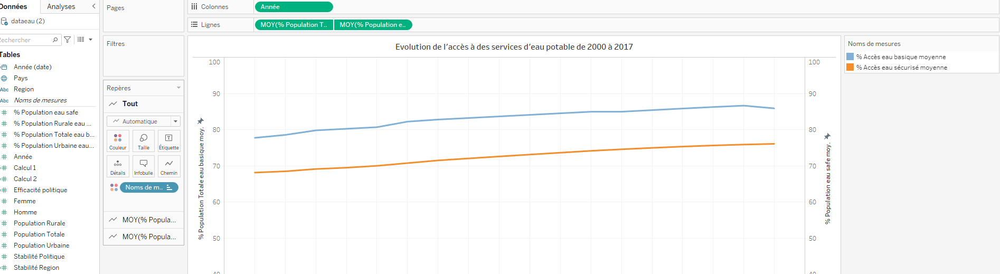 Données
Analyses
dataeau (2)
Rechercher
Tables
Année (date)
Pays
Abc Region
Abc Noms de mesures
% Population eau safe
% Population Rurale eau ...
% Population Totale eau b...
% Population Urbaine eau...
Année
Calcul 1
Calcul 2
Efficacité politique
Femme
Homme
Population Rurale
Population Totale
Population Urbaine
Stabilité Politique
Stabilité Region
Pages
Filtres
Repères
Tout
Automatique
Couleur
Taille
Étiquette
Détails
Infobulle
Chemin
Noms de m..
MOY(% Popula...
MOY(% Popula...
Colonnes
Année
Lignes
MOY(% Population T..
MOY(% Population e..
Evolution de l’accès à des services d’eau potable de 2000 à 2017
% Population Totale eau basique moy.
100
90
80
70
60
50
40
100
90
80
70
60
50
40
% Population eau safe moy.
Noms de mesures
% Accès eau basique moyenne
% Accès eau sécurisé moyenne